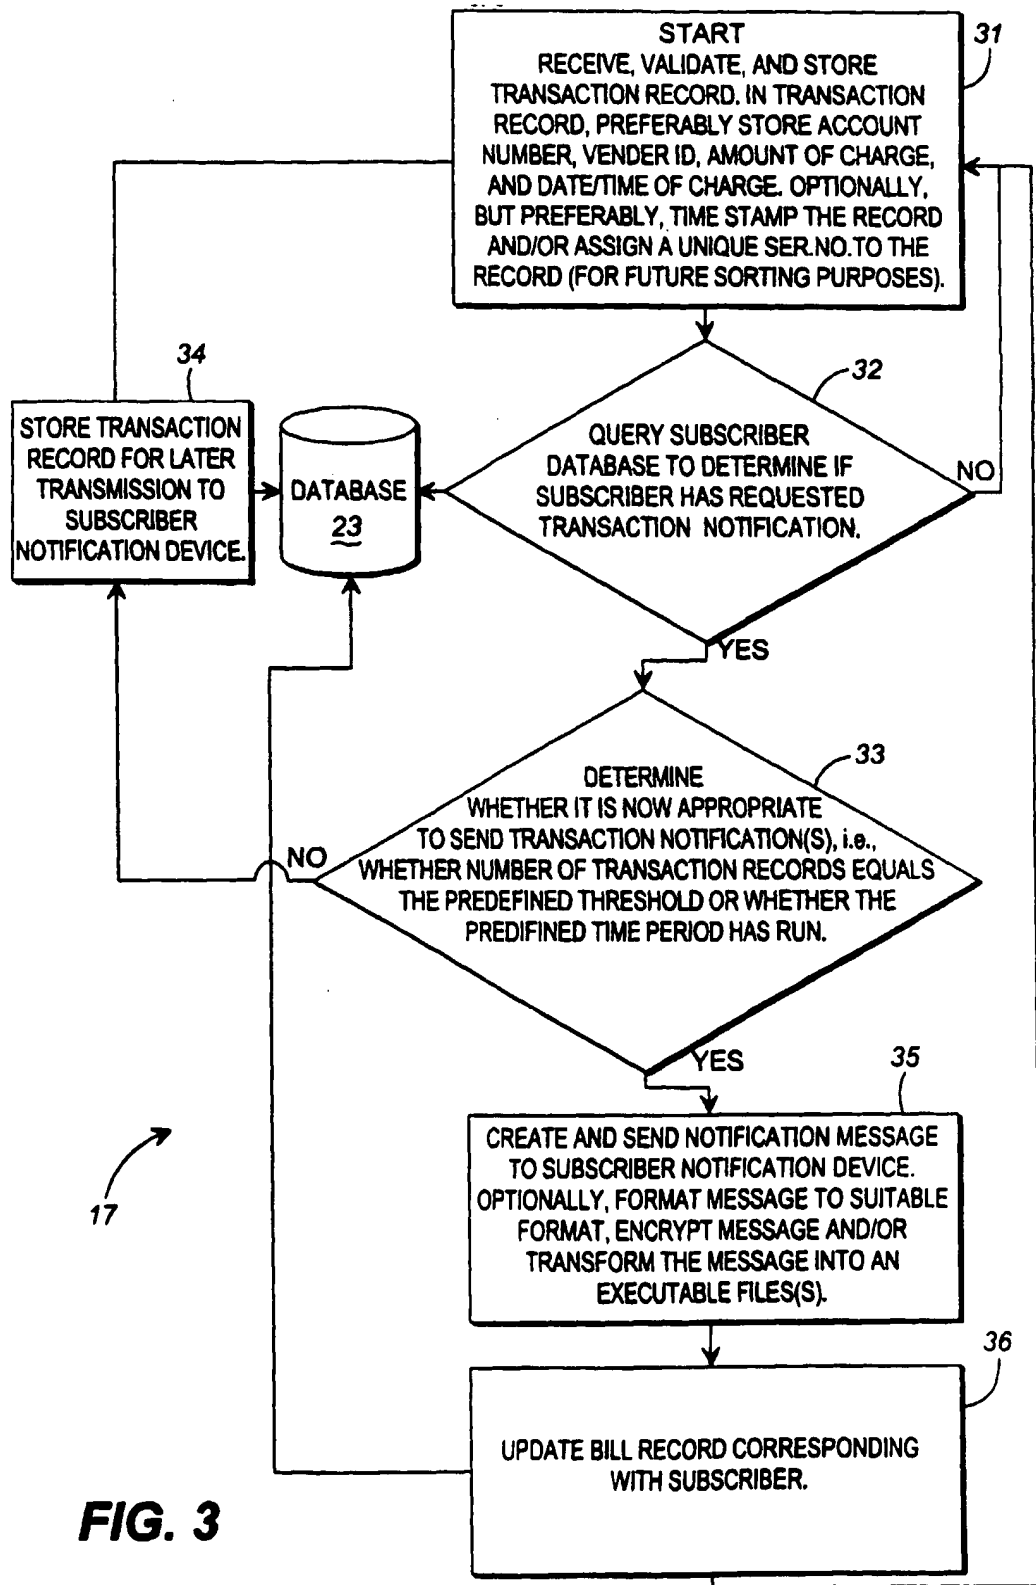 START
RECEIVE, VALIDATE, AND STORE
TRANSACTION RECORD. IN TRANSACTION
RECORD, PREFERABLY STORE ACCOUNT
NUMBER, VENDER ID, AMOUNT OF CHARGE,
AND DATE/TIME OF CHARGE. OPTIONALLY,
BUT PREFERABLY, TIME STAMP THE RECORD
AND/OR ASSIGN A UNIQUE SER.NO. TO THE
RECORD (FOR FUTURE SORTING PURPOSES).
31
32
QUERY SUBSCRIBER
DATABASE TO DETERMINE IF
SUBSCRIBER HAS REQUESTED
TRANSACTION NOTIFICATION.
NO
YES
34
STORE TRANSACTION
RECORD FOR LATER
TRANSMISSION TO
SUBSCRIBER
NOTIFICATION DEVICE.
DATABASE
23
33
DETERMINE
WHETHER IT IS NOW APPROPRIATE
TO SEND TRANSACTION NOTIFICATION(S), i.e.,
WHETHER NUMBER OF TRANSACTION RECORDS EQUALS
THE PREDEFINED THRESHOLD OR WHETHER THE
PREDIFINED TIME PERIOD HAS RUN.
NO
YES
35
CREATE AND SEND NOTIFICATION MESSAGE
TO SUBSCRIBER NOTIFICATION DEVICE.
OPTIONALLY, FORMAT MESSAGE TO SUITABLE
FORMAT, ENCRYPT MESSAGE AND/OR
TRANSFORM THE MESSAGE INTO AN
EXECUTABLE FILES(S).
17
36
UPDATE BILL RECORD CORRESPONDING
WITH SUBSCRIBER.
FIG. 3